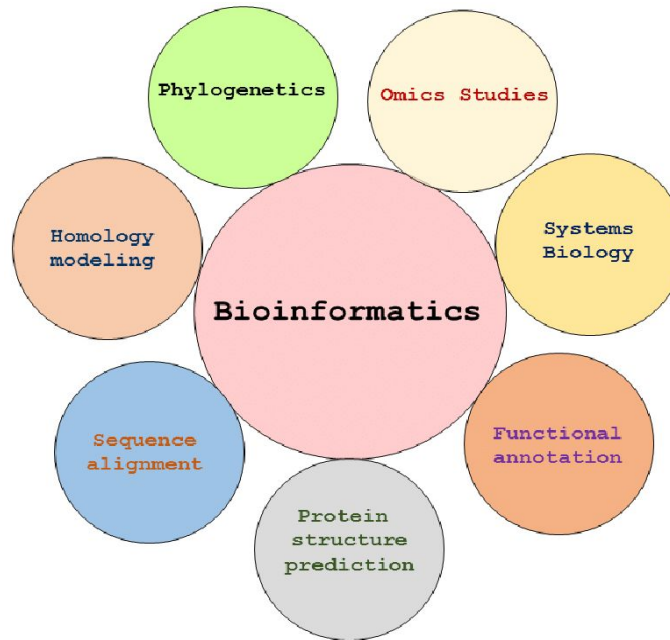 Phylogenetics
Omics Studies
Homology
modeling
Systems
Biology
Bioinformatics
Sequence
alignment
Functional
annotation
Protein
structure
prediction